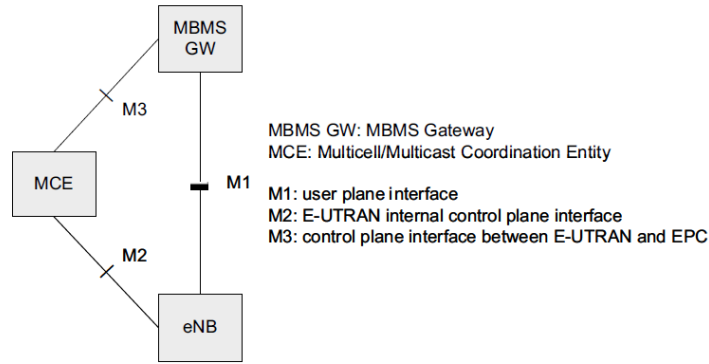 MBMS
GW
M3
MBMS GW: MBMS Gateway
MCE: Multicell/Multicast Coordination Entity
MCE
M1
M1: user plane interface
M2: E-UTRAN internal control plane interface
M3: control plane interface between E-UTRAN and EPC
M2
eNB